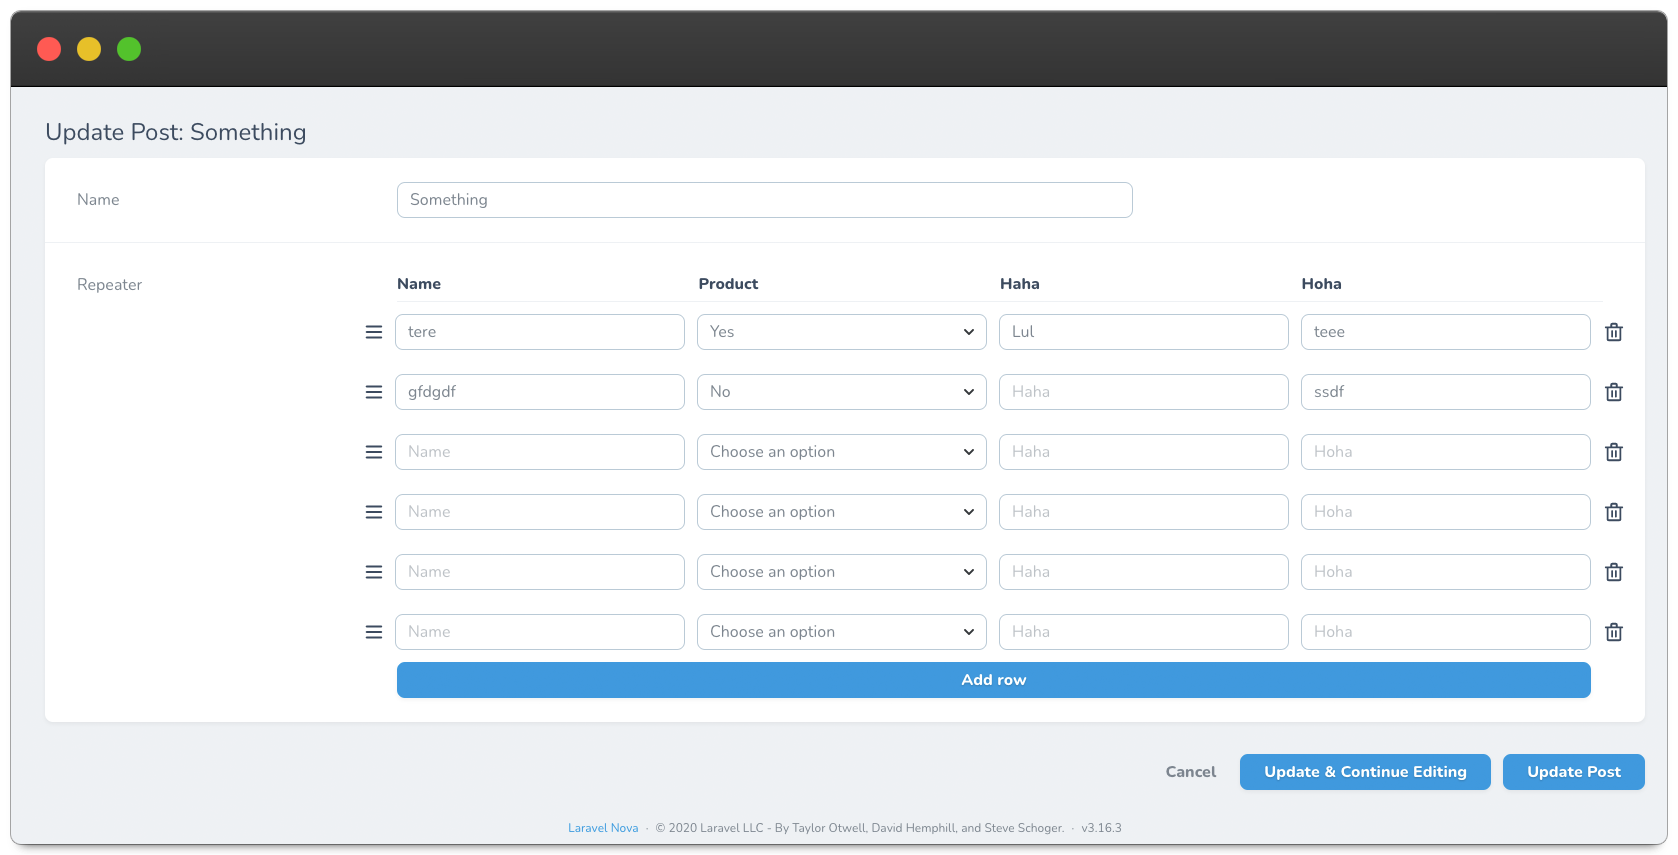 Update Post: Something
Name Something
Repeater Name Product Haha Hoha
tere Yes Lul teee
gfdgdf No Haha ssdf
Name Choose an option Haha Hoha
Name Choose an option Haha Hoha
Name Choose an option Haha Hoha
Name Choose an option Haha Hoha
Add row
Cancel Update & Continue Editing Update Post
Laravel Nova · © 2020 Laravel LLC - By Taylor Otwell, David Hemphill, and Steve Schoger. · v3.16.3